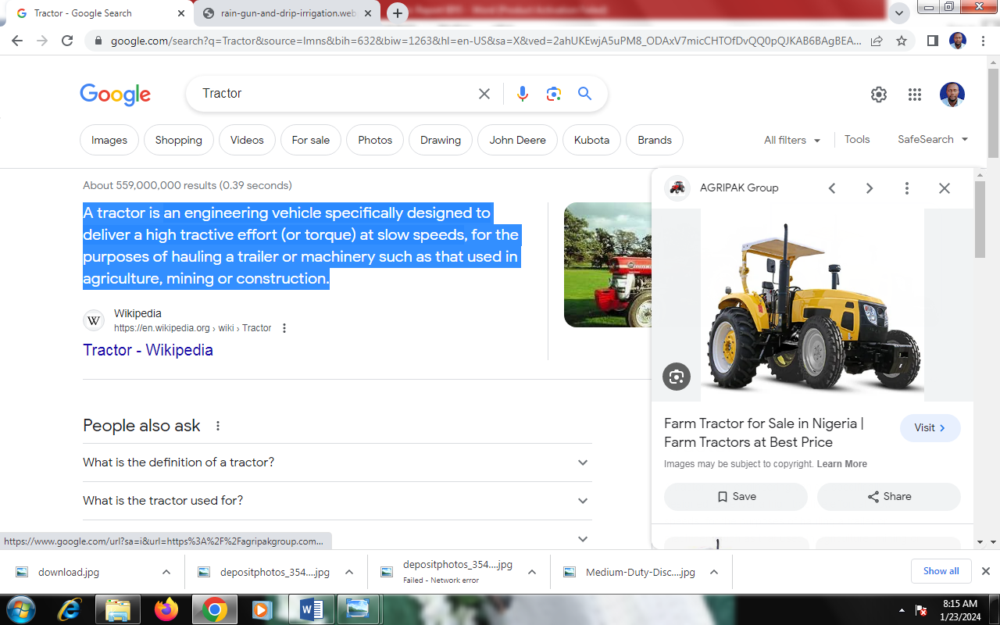 Tractor - Google Search
rain-gun-and-drip-irrigation.web
google.com/search?q=Tractor&source=lmns&bih=632&biw=1263&hl=en-US&sa=X&ved=2ahUKEwjA5uPM8_ODAxV7micCHTOfDvQQ0pQJKAB6BAgBEA...
Google
Tractor
Images
Shopping
Videos
For sale
Photos
Drawing
John Deere
Kubota
Brands
All filters
Tools
SafeSearch
About 559,000,000 results (0.39 seconds)
A tractor is an engineering vehicle specifically designed to
deliver a high tractive effort (or torque) at slow speeds, for the
purposes of hauling a trailer or machinery such as that used in
agriculture, mining or construction.
W
Wikipedia
https://en.wikipedia.org › wiki › Tractor
Tractor - Wikipedia
People also ask
What is the definition of a tractor?
What is the tractor used for?
AGRIPAK Group
Farm Tractor for Sale in Nigeria |
Farm Tractors at Best Price
Visit
Images may be subject to copyright. Learn More
Save
Share
https://www.google.com/url?sa=i&url=https%3A%2F%2Fagripakgroup.com...
download.jpg
depositphotos_354....jpg
depositphotos_354....jpg
Failed - Network error
Medium-Duty-Disc....jpg
Show all
8:15 AM
1/23/2024